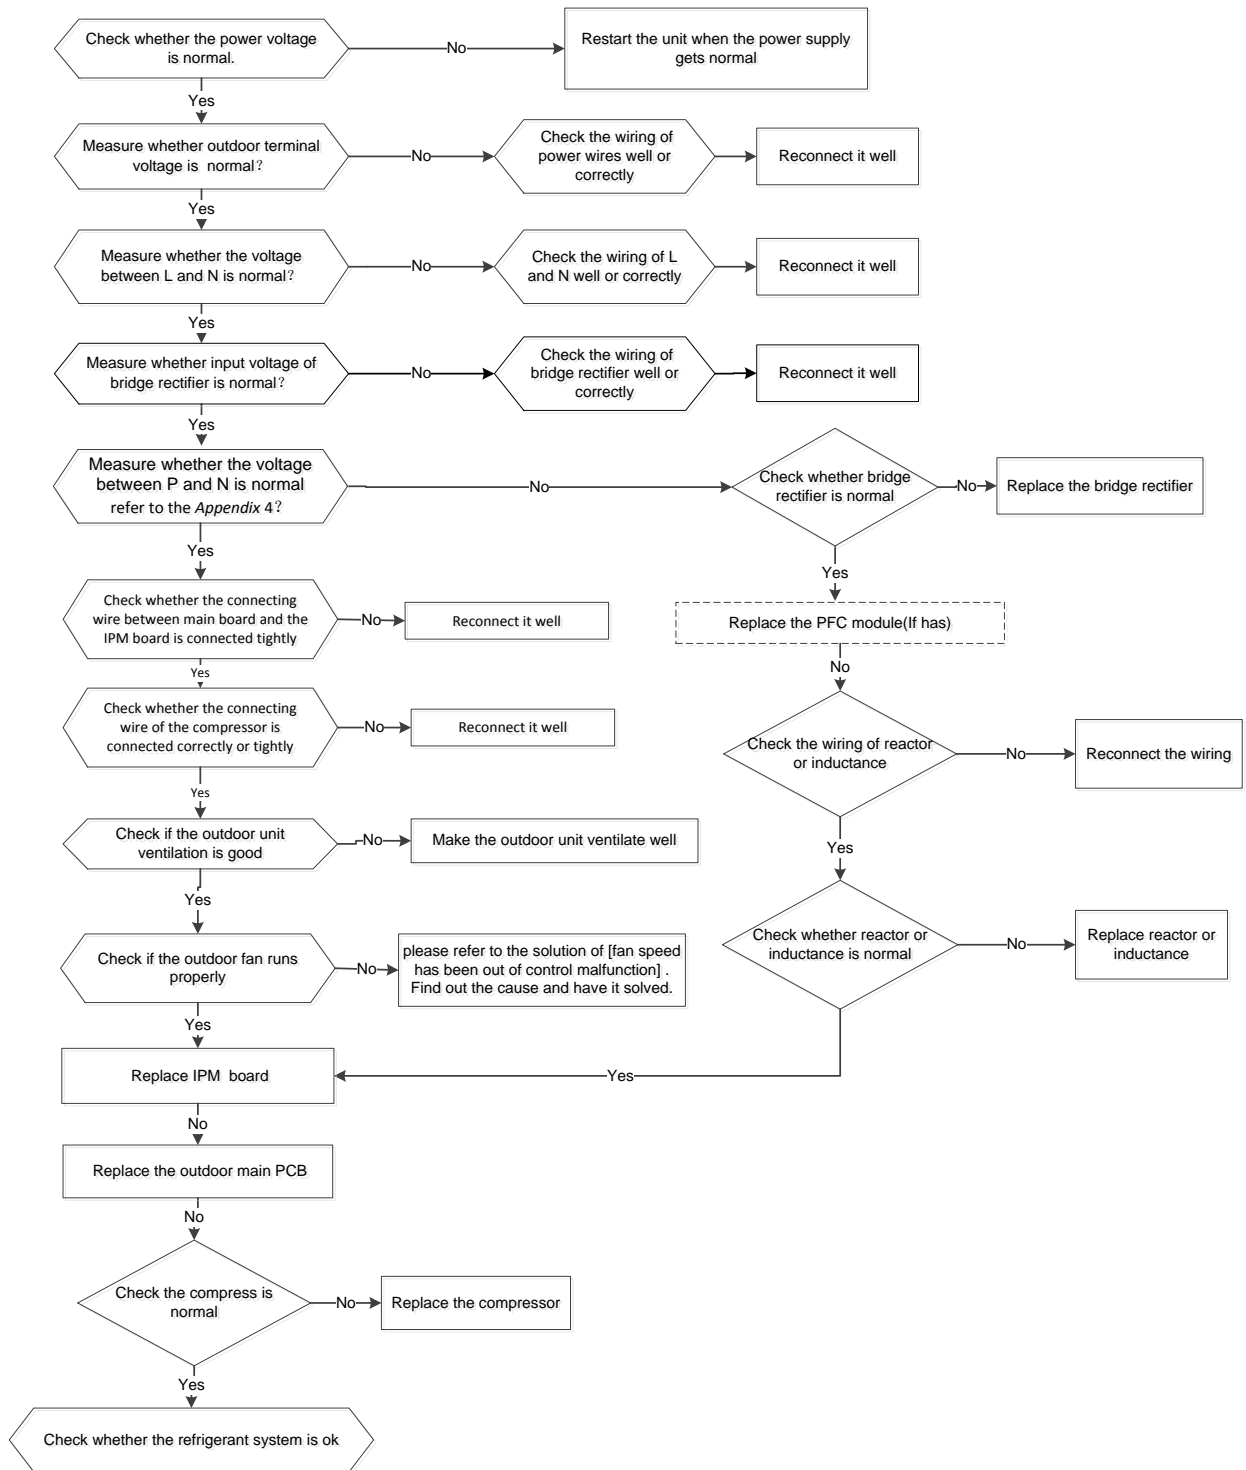 Check whether the power voltage
is normal.
No
Restart the unit when the power supply
gets normal
Yes
Measure whether outdoor terminal
voltage is normal?
No
Check the wiring of
power wires well or
correctly
Reconnect it well
Yes
Measure whether the voltage
between L and N is normal?
No
Check the wiring of L
and N well or correctly
Reconnect it well
Yes
Measure whether input voltage of
bridge rectifier is normal?
No
Check the wiring of
bridge rectifier well or
correctly
Reconnect it well
Yes
Measure whether the voltage
between P and N is normal
refer to the Appendix 4?
No
Check whether bridge
rectifier is normal
No
Replace the bridge rectifier
Yes
Yes
Check whether the connecting
wire between main board and the
IPM board is connected tightly
No
Reconnect it well
Replace the PFC module(If has)
No
Yes
Check whether the connecting
wire of the compressor is
connected correctly or tightly
No
Reconnect it well
Check the wiring of reactor
or inductance
No
Reconnect the wiring
Yes
Check if the outdoor unit
ventilation is good
No
Make the outdoor unit ventilate well
Yes
Yes
Check if the outdoor fan runs
properly
No
please refer to the solution of [fan speed
has been out of control malfunction] .
Find out the cause and have it solved.
Check whether reactor or
inductance is normal
No
Replace reactor or
inductance
Yes
Replace IPM board
Yes
No
Replace the outdoor main PCB
No
Check the compress is
normal
No
Replace the compressor
Yes
Check whether the refrigerant system is ok